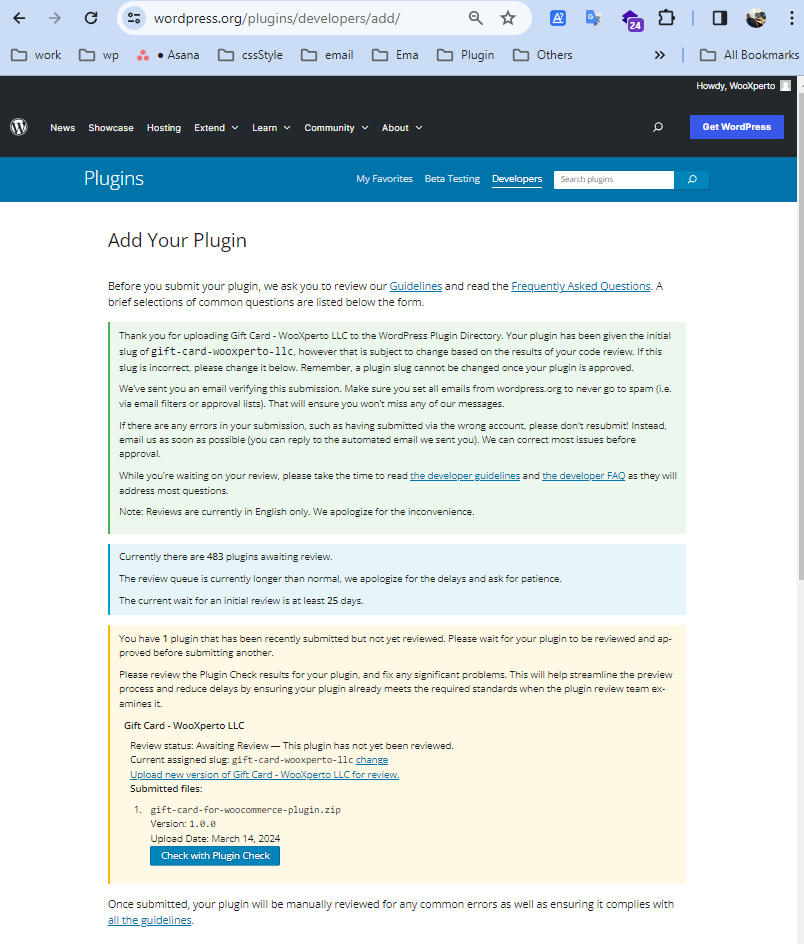 wordpress.org/plugins/developers/add/
24
work
wp
• Asana
cssStyle
email
Ema
Plugin
Others
»
All Bookmarks
Howdy, WooXperto
News
Showcase
Hosting
Extend
Learn
Community
About
Get WordPress
Plugins
My Favorites
Beta Testing
Developers
Search plugins
Add Your Plugin
Before you submit your plugin, we ask you to review our Guidelines and read the Frequently Asked Questions. A
brief selections of common questions are listed below the form.
Thank you for uploading Gift Card - WooXperto LLC to the WordPress Plugin Directory. Your plugin has been given the initial
slug of gift-card-wooxperto-llc, however that is subject to change based on the results of your code review. If this
slug is incorrect, please change it below. Remember, a plugin slug cannot be changed once your plugin is approved.
We've sent you an email verifying this submission. Make sure you set all emails from wordpress.org to never go to spam (i.e.
via email filters or approval lists). That will ensure you won't miss any of our messages.
If there are any errors in your submission, such as having submitted via the wrong account, please don't resubmit! Instead,
email us as soon as possible (you can reply to the automated email we sent you). We can correct most issues before
approval.
While you're waiting on your review, please take the time to read the developer guidelines and the developer FAQ as they will
address most questions.
Note: Reviews are currently in English only. We apologize for the inconvenience.
Currently there are 483 plugins awaiting review.
The review queue is currently longer than normal, we apologize for the delays and ask for patience.
The current wait for an initial review is at least 25 days.
You have 1 plugin that has been recently submitted but not yet reviewed. Please wait for your plugin to be reviewed and ap-
proved before submitting another.
Please review the Plugin Check results for your plugin, and fix any significant problems. This will help streamline the preview
process and reduce delays by ensuring your plugin already meets the required standards when the plugin review team ex-
amines it.
Gift Card - WooXperto LLC
Review status: Awaiting Review — This plugin has not yet been reviewed.
Current assigned slug: gift-card-wooxperto-llc change
Upload new version of Gift Card - WooXperto LLC for review.
Submitted files:
1. gift-card-for-woocommerce-plugin.zip
Version: 1.0.0
Upload Date: March 14, 2024
Check with Plugin Check
Once submitted, your plugin will be manually reviewed for any common errors as well as ensuring it complies with
all the guidelines.